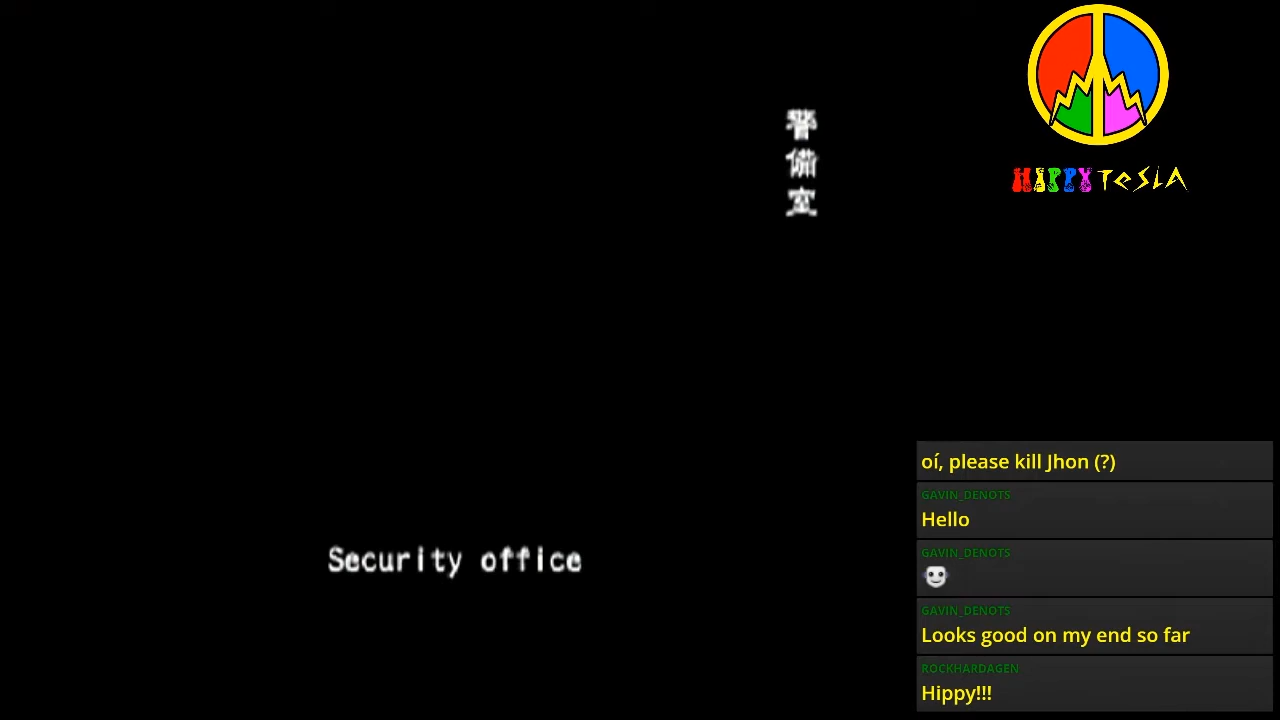 警備室
HIPPYTESLA
Security office
oí, please kill Jhon (?)
GAVIN_DENOTS
Hello
GAVIN_DENOTS
GAVIN_DENOTS
Looks good on my end so far
ROCKHARDAGEN
Hippy!!!